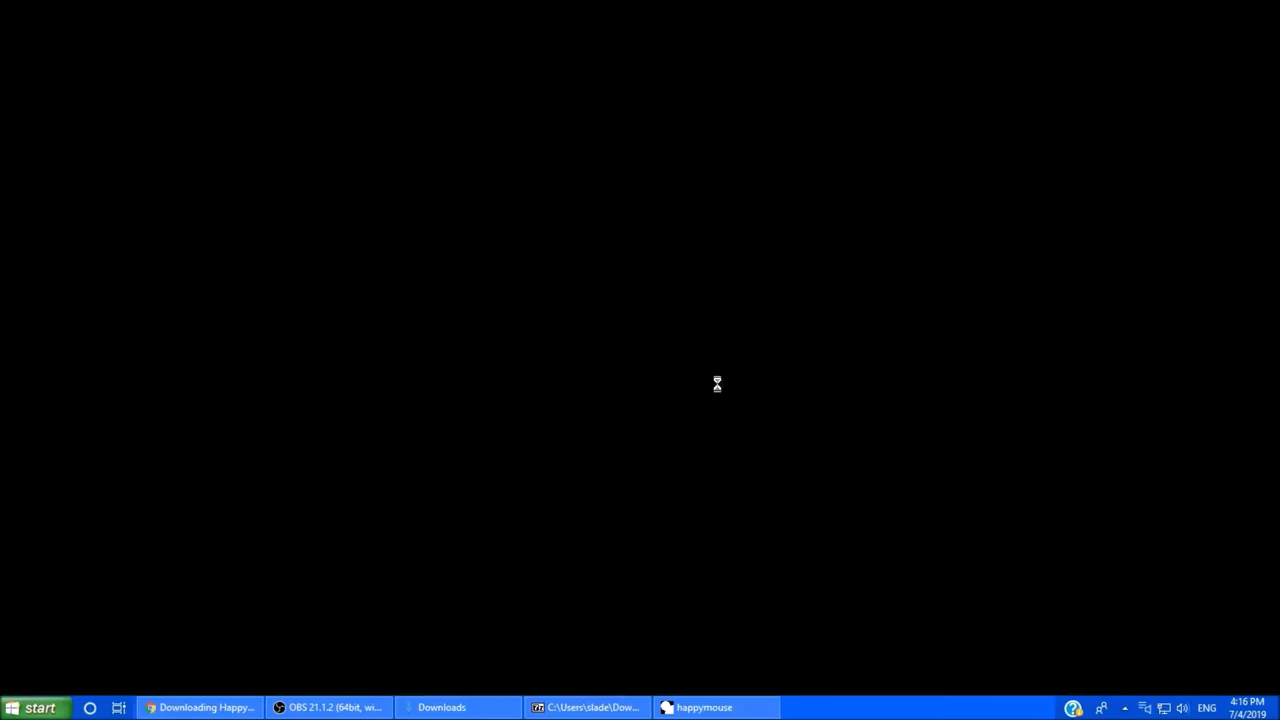 start
Downloading Happy...
OBS 21.1.2 (64bit, wi...
Downloads
C:\Users\slade\Dow...
happymouse
ENG
4:16 PM
7/4/2019